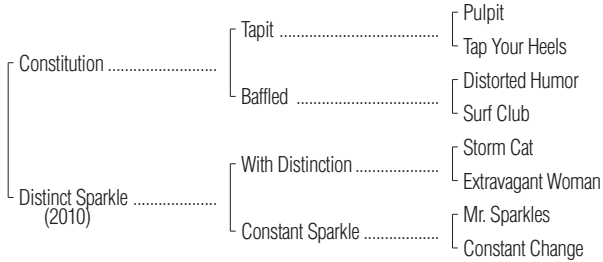 Pulpit
Tapit ........................................
Tap Your Heels
Constitution ...........................
Distorted Humor
Baffled ....................................
Surf Club
Storm Cat
With Distinction .....................
Extravagant Woman
Distinct Sparkle .....................
(2010)
Mr. Sparkles
Constant Sparkle ...................
Constant Change